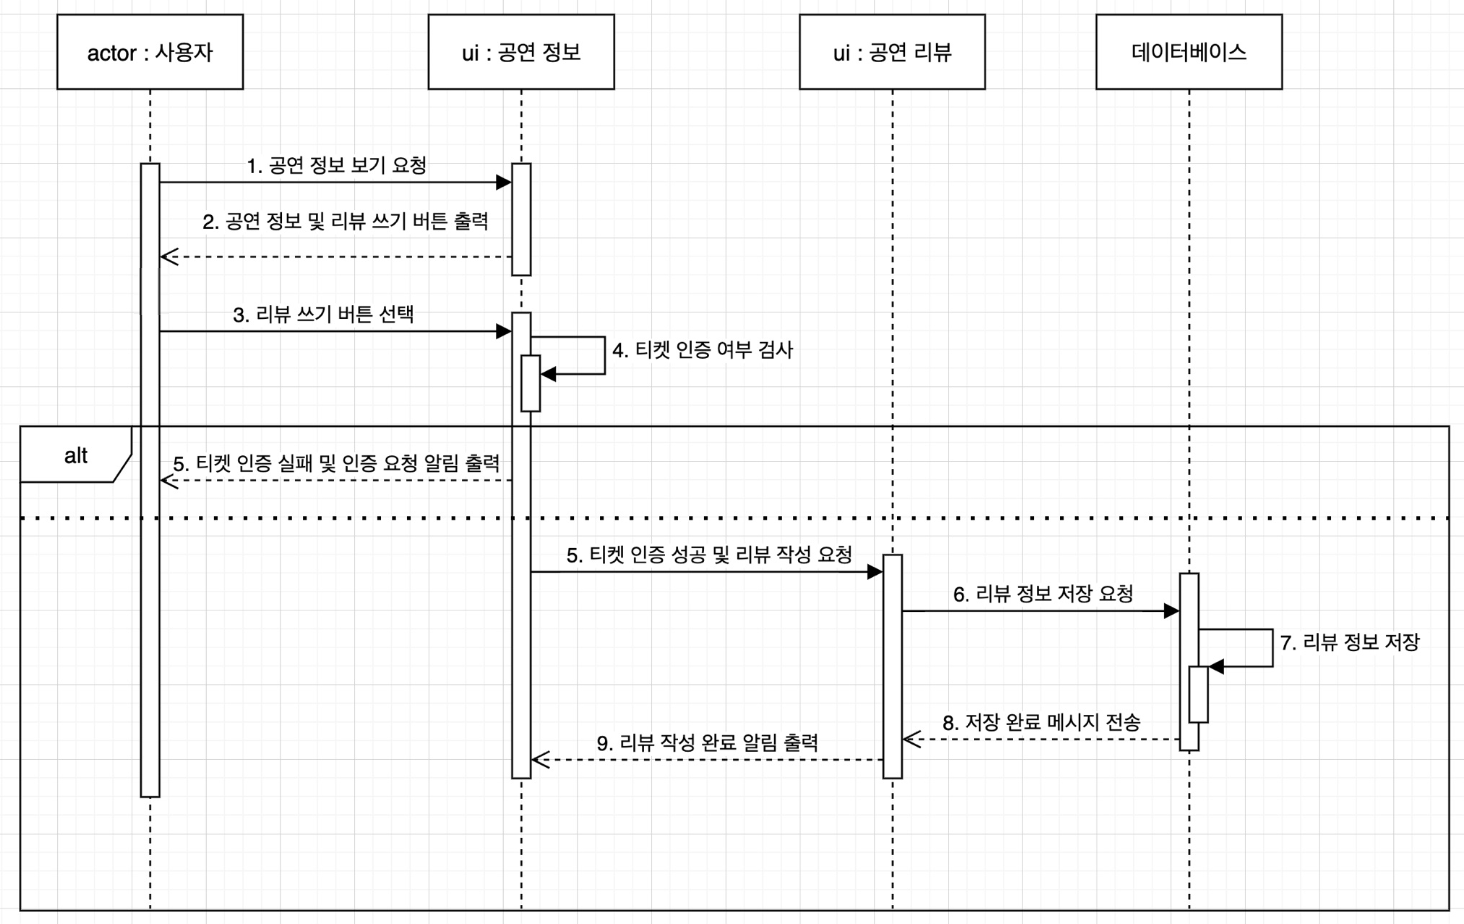 actor : 사용자
ui : 공연 정보
ui : 공연 리뷰
데이터베이스
1. 공연 정보 보기 요청
2. 공연 정보 및 리뷰 쓰기 버튼 출력
3. 리뷰 쓰기 버튼 선택
4. 티켓 인증 여부 검사
alt
5. 티켓 인증 실패 및 인증 요청 알림 출력
5. 티켓 인증 성공 및 리뷰 작성 요청
6. 리뷰 정보 저장 요청
7. 리뷰 정보 저장
8. 저장 완료 메시지 전송
9. 리뷰 작성 완료 알림 출력